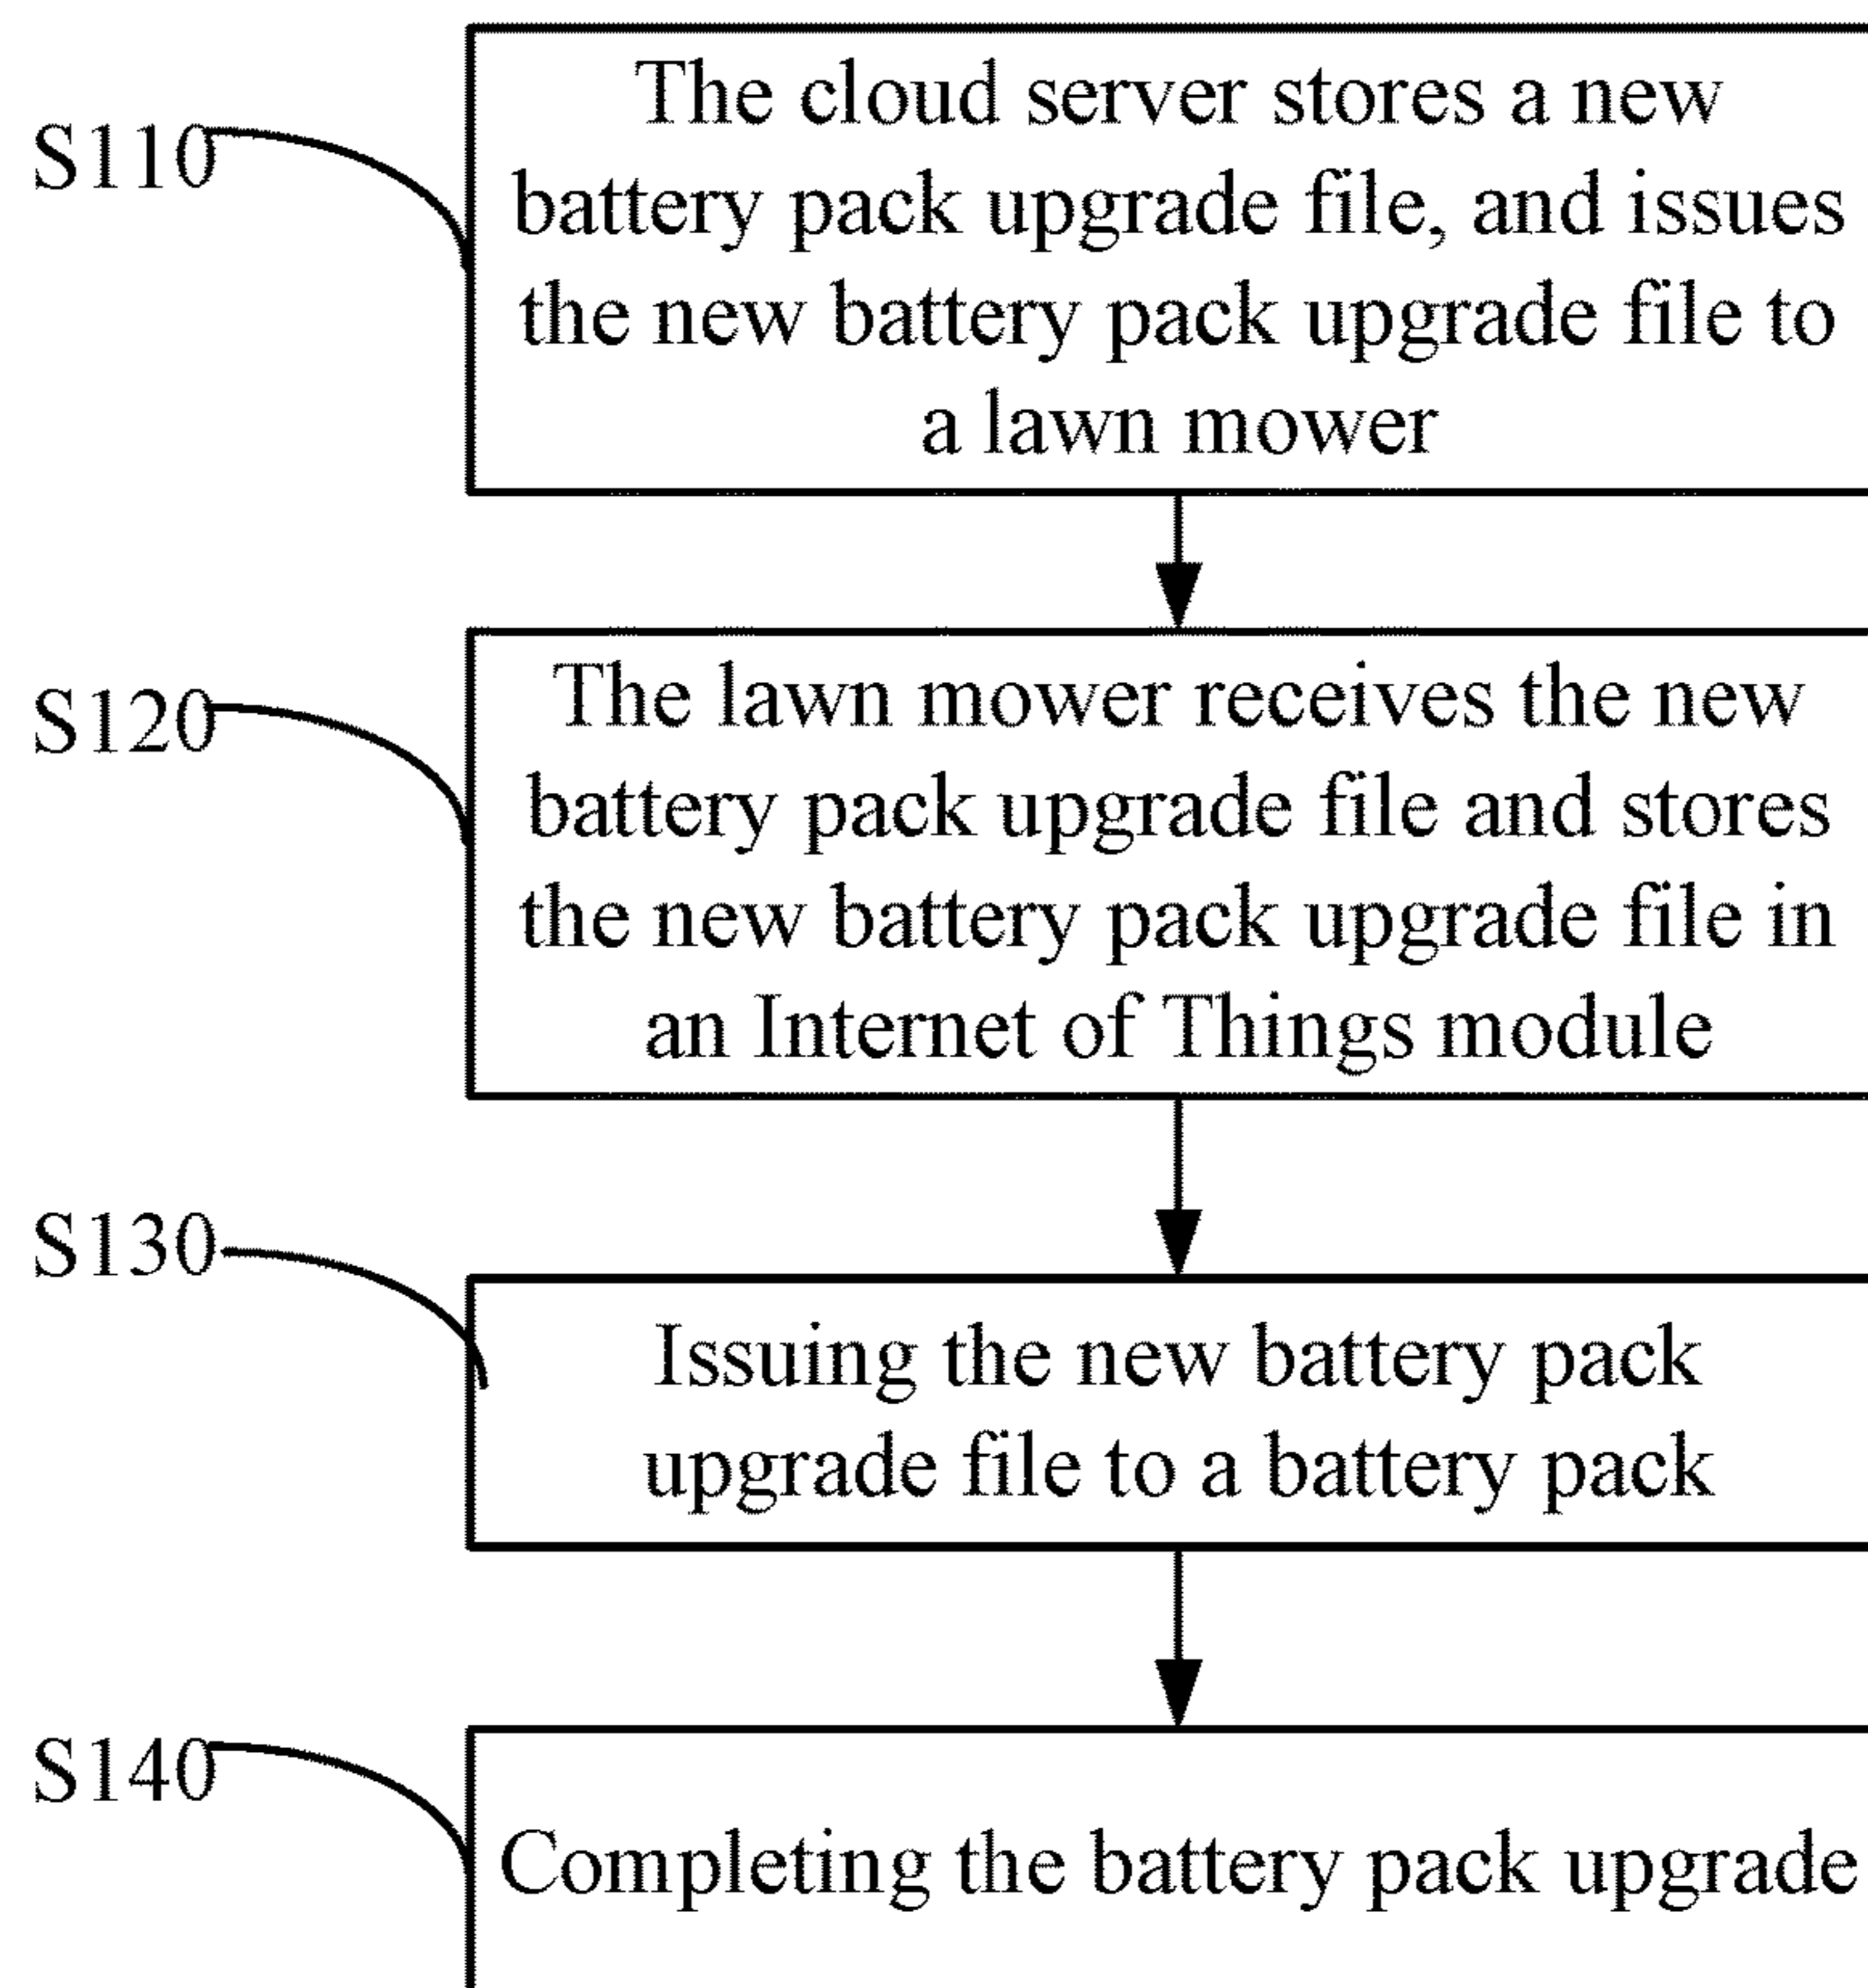 S110
The cloud server stores a new
battery pack upgrade file, and issues
the new battery pack upgrade file to
a lawn mower
S120
The lawn mower receives the new
battery pack upgrade file and stores
the new battery pack upgrade file in
an Internet of Things module
S130
Issuing the new battery pack
upgrade file to a battery pack
S140
Completing the battery pack upgrade